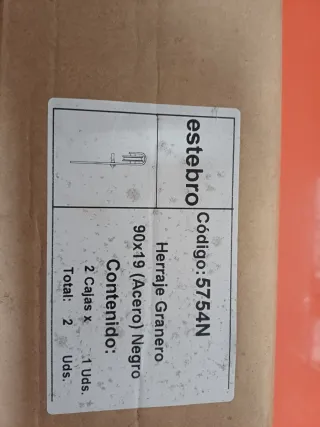 estebro
Código: 5754N
Herraje Granero
90x19 (Acero) Negro
Contenido:
2 Cajas x 1 Uds.
Total: 2 Uds.